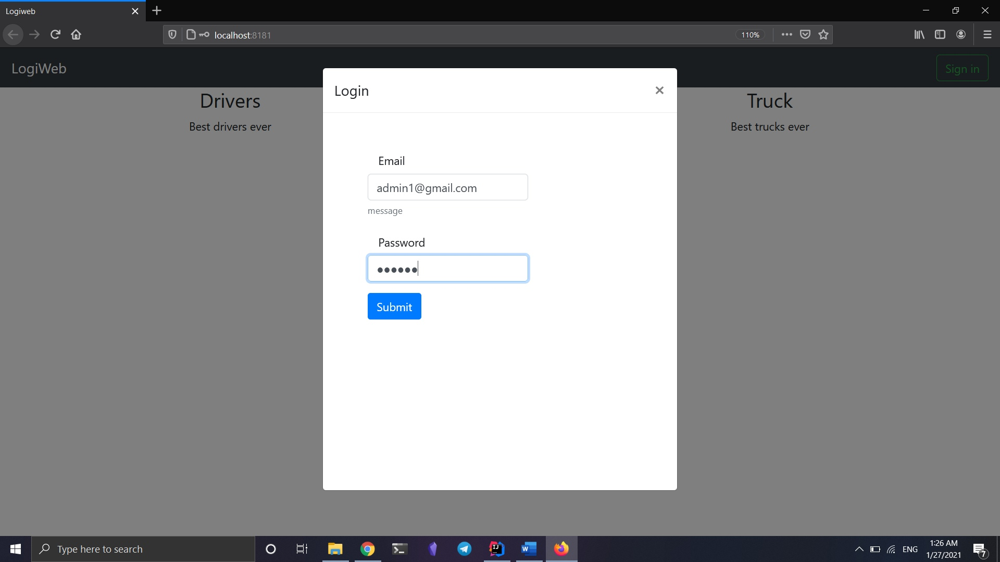 Logiweb
localhost:8181
110%
LogiWeb
Sign in
Login
Drivers
Best drivers ever
Truck
Best trucks ever
Email
admin1@gmail.com
message
Password
Submit
Type here to search
IJ
W
ENG
1:26 AM
1/27/2021
7